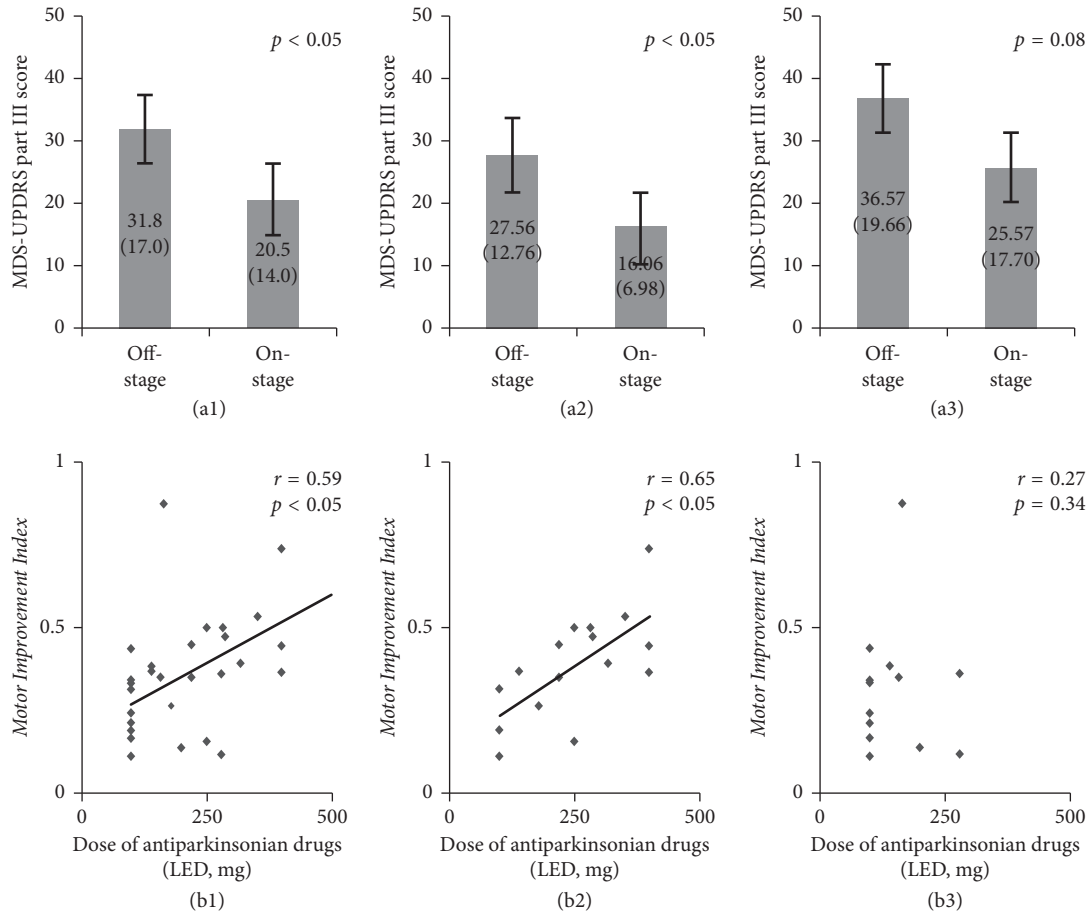 50
40
30
20
10
0
MDS-UPDRS part III score
p < 0.05
31.8
(17.0)
20.5
(14.0)
Off-
stage
On-
stage
(a1)
50
40
30
20
10
0
MDS-UPDRS part III score
p < 0.05
27.56
(12.76)
16.06
(6.98)
Off-
stage
On-
stage
(a2)
50
40
30
20
10
0
MDS-UPDRS part III score
p = 0.08
36.57
(19.66)
25.57
(17.70)
Off-
stage
On-
stage
(a3)
1
0.5
0
Motor Improvement Index
r = 0.59
p < 0.05
0 250 500
Dose of antiparkinsonian drugs
(LED, mg)
(b1)
1
0.5
0
Motor Improvement Index
r = 0.65
p < 0.05
0 250 500
Dose of antiparkinsonian drugs
(LED, mg)
(b2)
1
0.5
0
Motor Improvement Index
r = 0.27
p = 0.34
0 250 500
Dose of antiparkinsonian drugs
(LED, mg)
(b3)